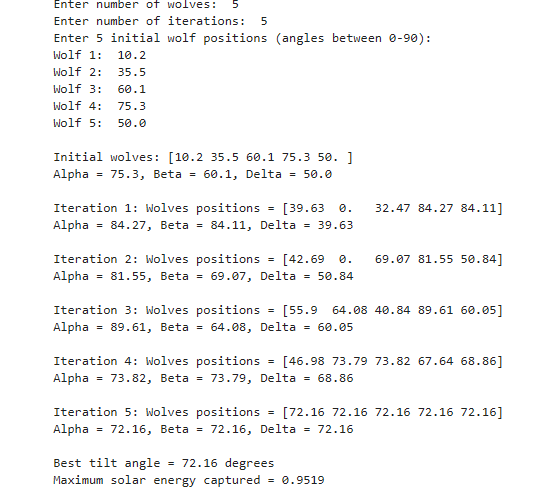 Enter number of wolves:  5
Enter number of iterations:  5
Enter 5 initial wolf positions (angles between 0-90):
Wolf 1:  10.2
Wolf 2:  35.5
Wolf 3:  60.1
Wolf 4:  75.3
Wolf 5:  50.0
Initial wolves: [10.2 35.5 60.1 75.3 50. ]
Alpha = 75.3, Beta = 60.1, Delta = 50.0
Iteration 1: Wolves positions = [39.63  0.   32.47 84.27 84.11]
Alpha = 84.27, Beta = 84.11, Delta = 39.63
Iteration 2: Wolves positions = [42.69  0.   69.07 81.55 50.84]
Alpha = 81.55, Beta = 69.07, Delta = 50.84
Iteration 3: Wolves positions = [55.9  64.08 40.84 89.61 60.05]
Alpha = 89.61, Beta = 64.08, Delta = 60.05
Iteration 4: Wolves positions = [46.98 73.79 73.82 67.64 68.86]
Alpha = 73.82, Beta = 73.79, Delta = 68.86
Iteration 5: Wolves positions = [72.16 72.16 72.16 72.16 72.16]
Alpha = 72.16, Beta = 72.16, Delta = 72.16
Best tilt angle = 72.16 degrees
Maximum solar energy captured = 0.9519